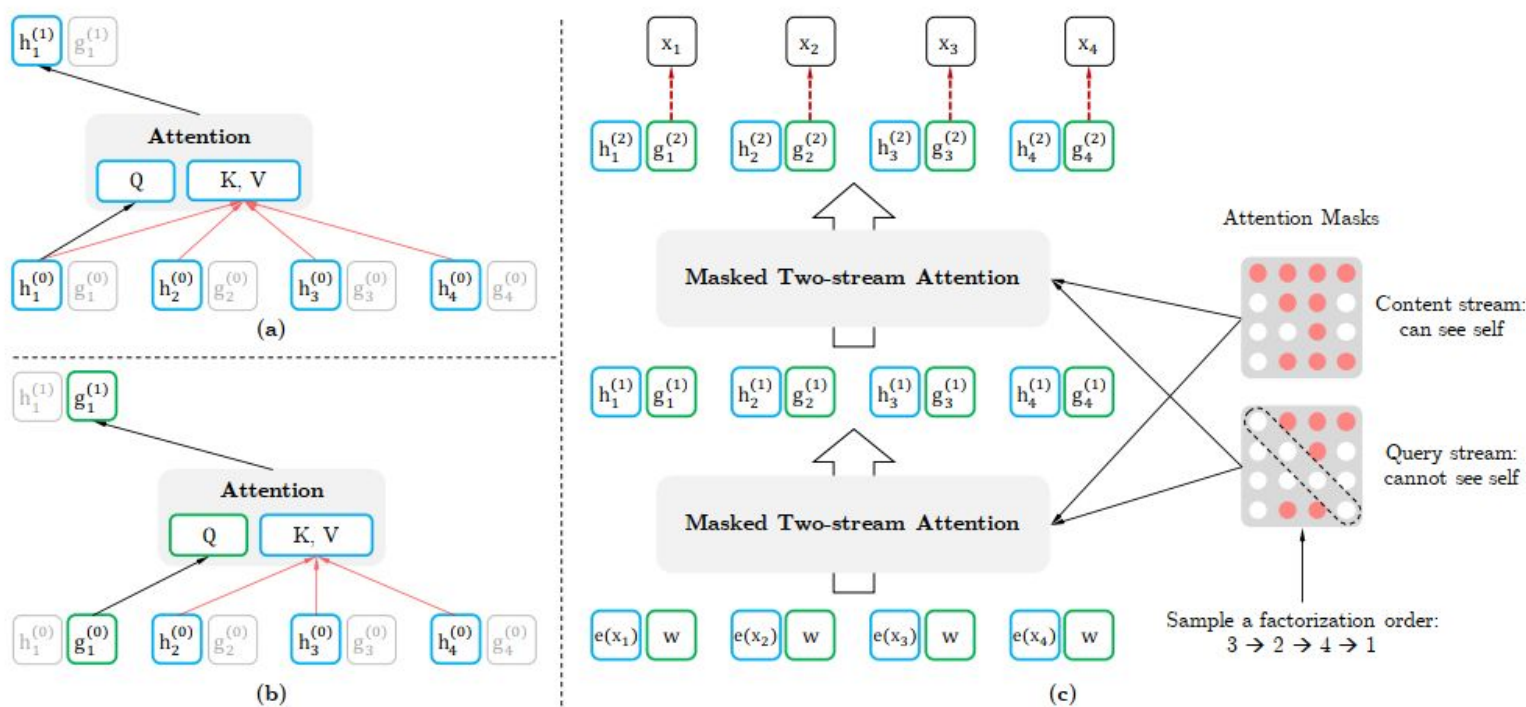 h₁⁽¹⁾ g₁⁽¹⁾
Attention
Q K, V
h₁⁽⁰⁾ g₁⁽⁰⁾ h₂⁽⁰⁾ g₂⁽⁰⁾ h₃⁽⁰⁾ g₃⁽⁰⁾ h₄⁽⁰⁾ g₄⁽⁰⁾
(a)
h₁⁽¹⁾ g₁⁽¹⁾
Attention
Q K, V
h₁⁽⁰⁾ g₁⁽⁰⁾ h₂⁽⁰⁾ g₂⁽⁰⁾ h₃⁽⁰⁾ g₃⁽⁰⁾ h₄⁽⁰⁾ g₄⁽⁰⁾
(b)
x₁ x₂ x₃ x₄
h₁⁽²⁾ g₁⁽²⁾ h₂⁽²⁾ g₂⁽²⁾ h₃⁽²⁾ g₃⁽²⁾ h₄⁽²⁾ g₄⁽²⁾
Masked Two-stream Attention
h₁⁽¹⁾ g₁⁽¹⁾ h₂⁽¹⁾ g₂⁽¹⁾ h₃⁽¹⁾ g₃⁽¹⁾ h₄⁽¹⁾ g₄⁽¹⁾
Masked Two-stream Attention
e(x₁) w e(x₂) w e(x₃) w e(x₄) w
(c)
Attention Masks
Content stream:
can see self
Query stream:
cannot see self
Sample a factorization order:
3 → 2 → 4 → 1